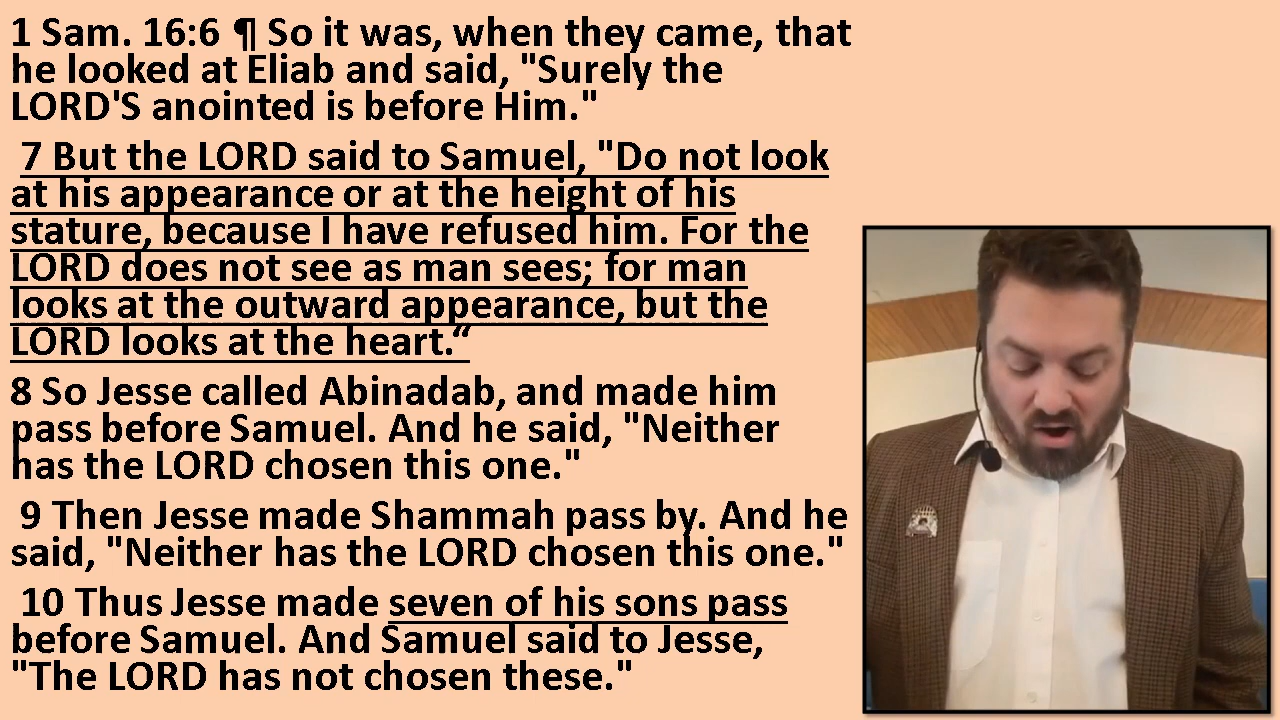 1 Sam. 16:6 ¶ So it was, when they came, that
he looked at Eliab and said, "Surely the
LORD'S anointed is before Him."
7 But the LORD said to Samuel, "Do not look
at his appearance or at the height of his
stature, because I have refused him. For the
LORD does not see as man sees; for man
looks at the outward appearance, but the
LORD looks at the heart.“
8 So Jesse called Abinadab, and made him
pass before Samuel. And he said, "Neither
has the LORD chosen this one."
9 Then Jesse made Shammah pass by. And he
said, "Neither has the LORD chosen this one."
10 Thus Jesse made seven of his sons pass
before Samuel. And Samuel said to Jesse,
"The LORD has not chosen these."